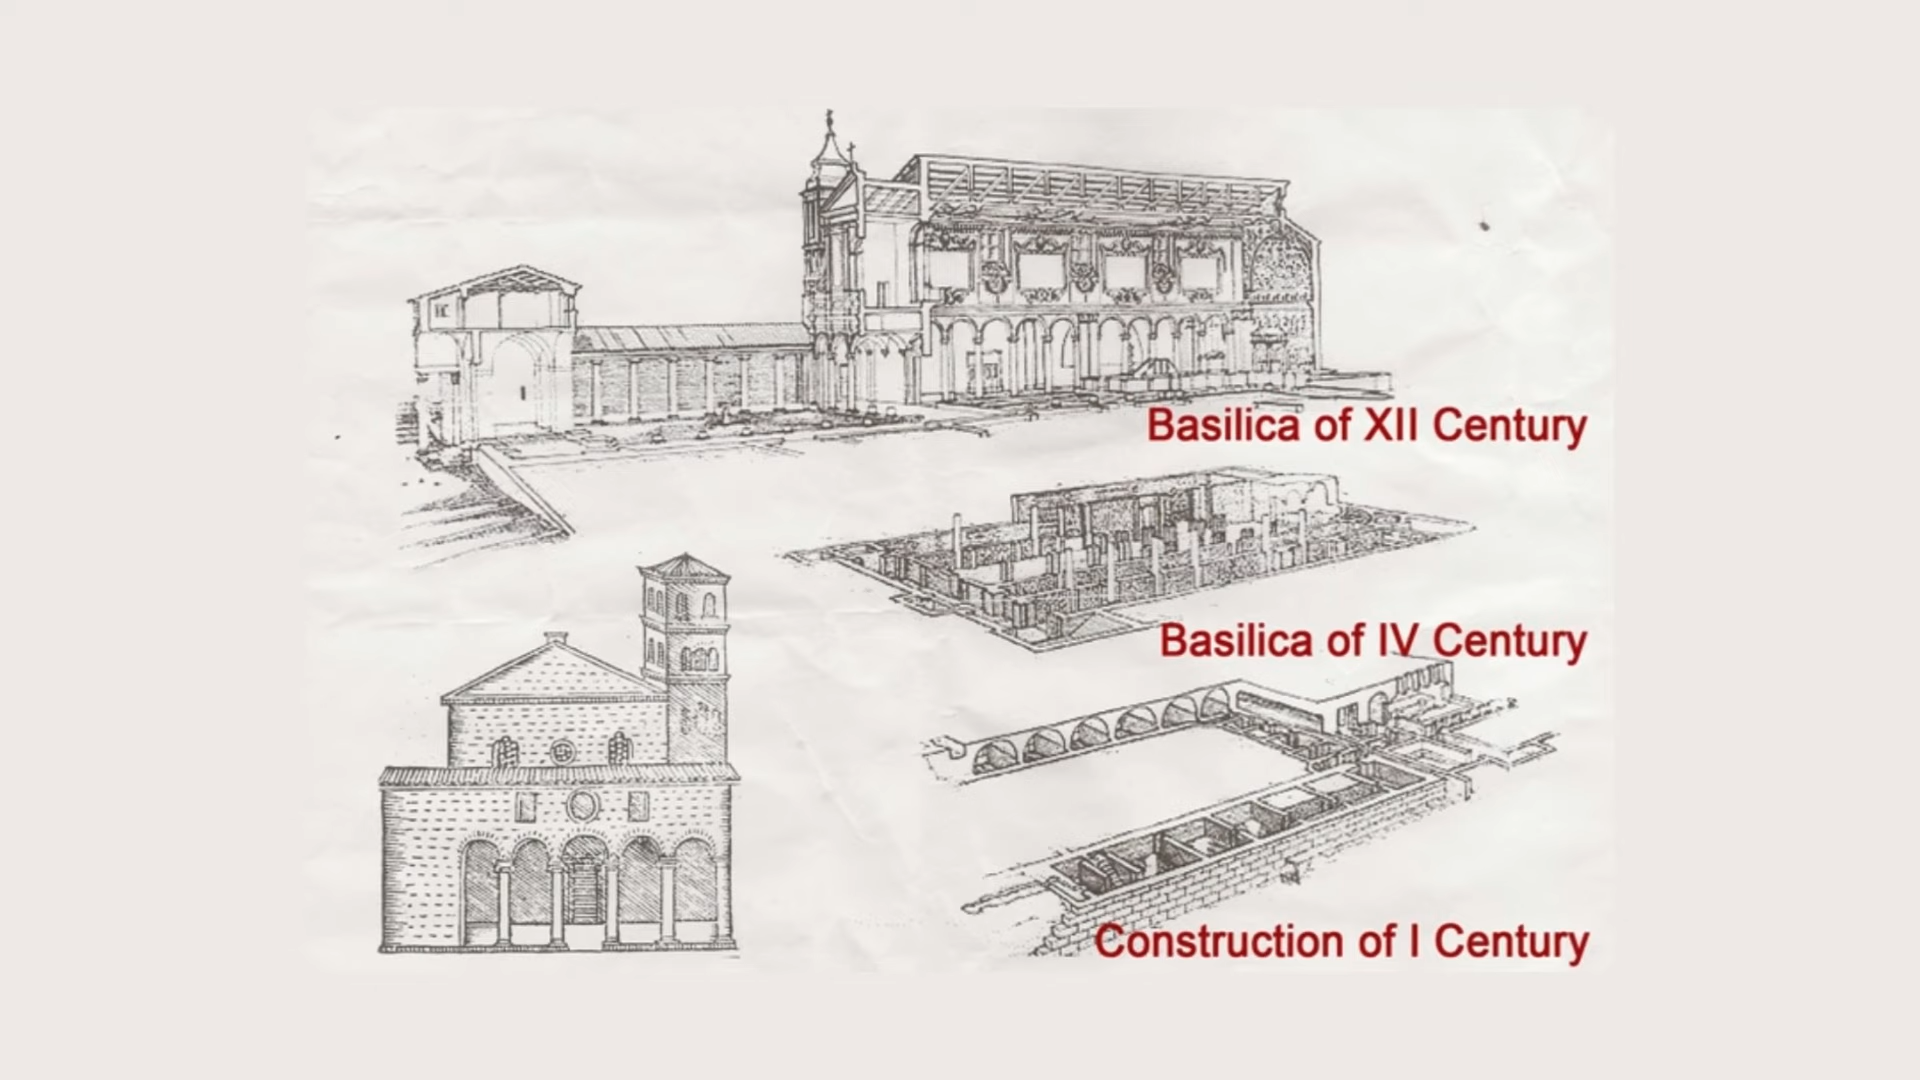 Basilica of XII Century
Basilica of IV Century
Construction of I Century